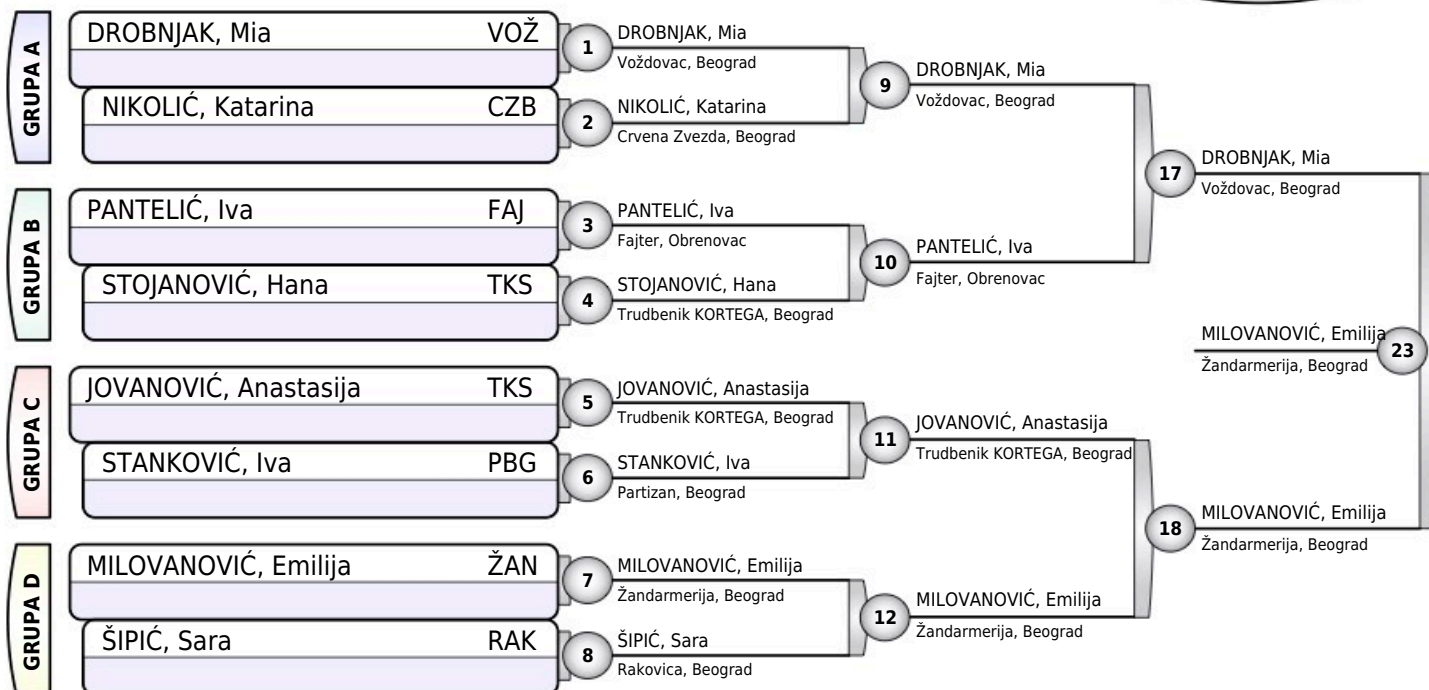 GRUPA A
DROBNJAK, Mia VOŽ
NIKOLIĆ, Katarina CZB
GRUPA B
PANTELIĆ, Iva FAJ
STOJANOVIĆ, Hana TKS
GRUPA C
JOVANOVIĆ, Anastasija TKS
STANKOVIĆ, Iva PBG
GRUPA D
MILOVANOVIĆ, Emilija ŽAN
ŠIPIĆ, Sara RAK
1 DROBNJAK, Mia
Voždovac, Beograd
2 NIKOLIĆ, Katarina
Crvena Zvezda, Beograd
3 PANTELIĆ, Iva
Fajter, Obrenovac
4 STOJANOVIĆ, Hana
Trudbenik KORTEGA, Beograd
5 JOVANOVIĆ, Anastasija
Trudbenik KORTEGA, Beograd
6 STANKOVIĆ, Iva
Partizan, Beograd
7 MILOVANOVIĆ, Emilija
Žandarmerija, Beograd
8 ŠIPIĆ, Sara
Rakovica, Beograd
9 DROBNJAK, Mia
Voždovac, Beograd
10 PANTELIĆ, Iva
Fajter, Obrenovac
11 JOVANOVIĆ, Anastasija
Trudbenik KORTEGA, Beograd
12 MILOVANOVIĆ, Emilija
Žandarmerija, Beograd
17 DROBNJAK, Mia
Voždovac, Beograd
18 MILOVANOVIĆ, Emilija
Žandarmerija, Beograd
MILOVANOVIĆ, Emilija 23
Žandarmerija, Beograd